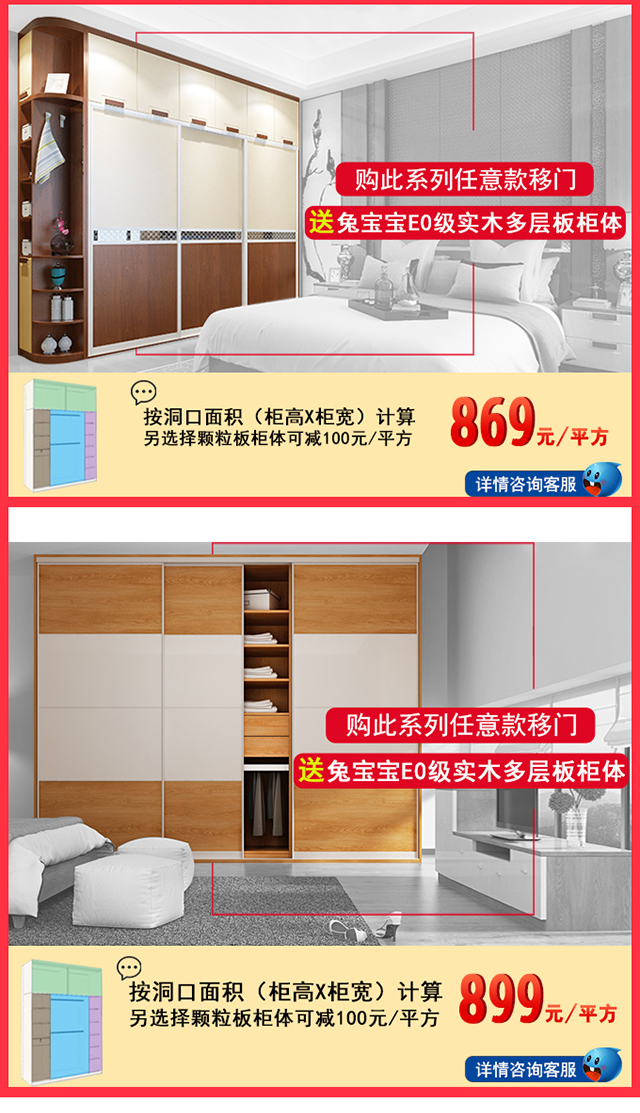 购此系列任意款移门
送兔宝宝E0级实木多层板柜体
按洞口面积（柜高X柜宽）计算
另选择颗粒板柜体可减100元/平方
869元/平方
详情咨询客服
购此系列任意款移门
送兔宝宝E0级实木多层板柜体
按洞口面积（柜高X柜宽）计算
另选择颗粒板柜体可减100元/平方
899元/平方
详情咨询客服